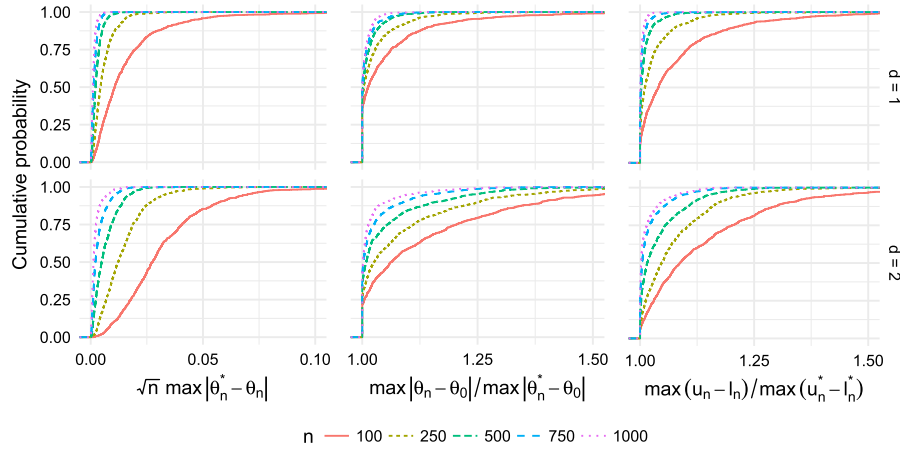 Cumulative probability
1.00
0.75
0.50
0.25
0.00
d = 1
1.00
0.75
0.50
0.25
0.00
d = 2
0.00 0.05 0.10
1.00 1.25 1.50
1.00 1.25 1.50
√n max|θ*n − θn|
max|θn − θ0|/max|θ*n − θ0|
max(un − ln)/max(u*n − l*n)
n 100 250 500 750 1000